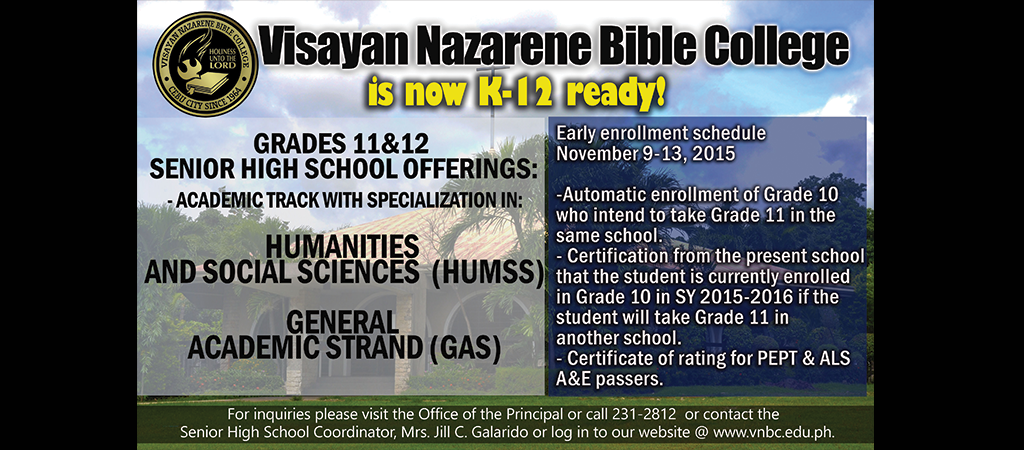 Visayan Nazarene Bible College
is now K-12 ready!
VISAYAN NAZARENE BIBLE COLLEGE
HOLINESS
UNTO THE
LORD
CEBU CITY SINCE 1964
GRADES 11&12
SENIOR HIGH SCHOOL OFFERINGS:
- ACADEMIC TRACK WITH SPECIALIZATION IN:
HUMANITIES
AND SOCIAL SCIENCES (HUMSS)
GENERAL
ACADEMIC STRAND (GAS)
Early enrollment schedule
November 9-13, 2015
-Automatic enrollment of Grade 10
who intend to take Grade 11 in the
same school.
- Certification from the present school
that the student is currently enrolled
in Grade 10 in SY 2015-2016 if the
student will take Grade 11 in
another school.
- Certificate of rating for PEPT & ALS
A&E passers.
For inquiries please visit the Office of the Principal or call 231-2812 or contact the
Senior High School Coordinator, Mrs. Jill C. Galarido or log in to our website @ www.vnbc.edu.ph.